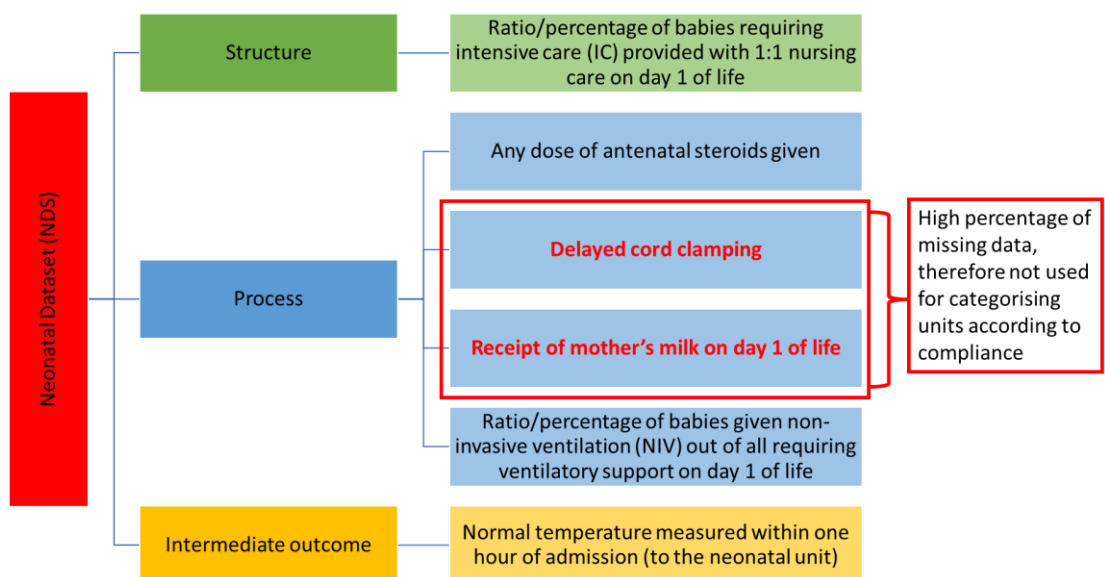 Neonatal Dataset (NDS)
Structure
Ratio/percentage of babies requiring
intensive care (IC) provided with 1:1 nursing
care on day 1 of life
Process
Any dose of antenatal steroids given
Delayed cord clamping
Receipt of mother’s milk on day 1 of life
Ratio/percentage of babies given non-
invasive ventilation (NIV) out of all requiring
ventilatory support on day 1 of life
High percentage of
missing data,
therefore not used
for categorising
units according to
compliance
Intermediate outcome
Normal temperature measured within one
hour of admission (to the neonatal unit)